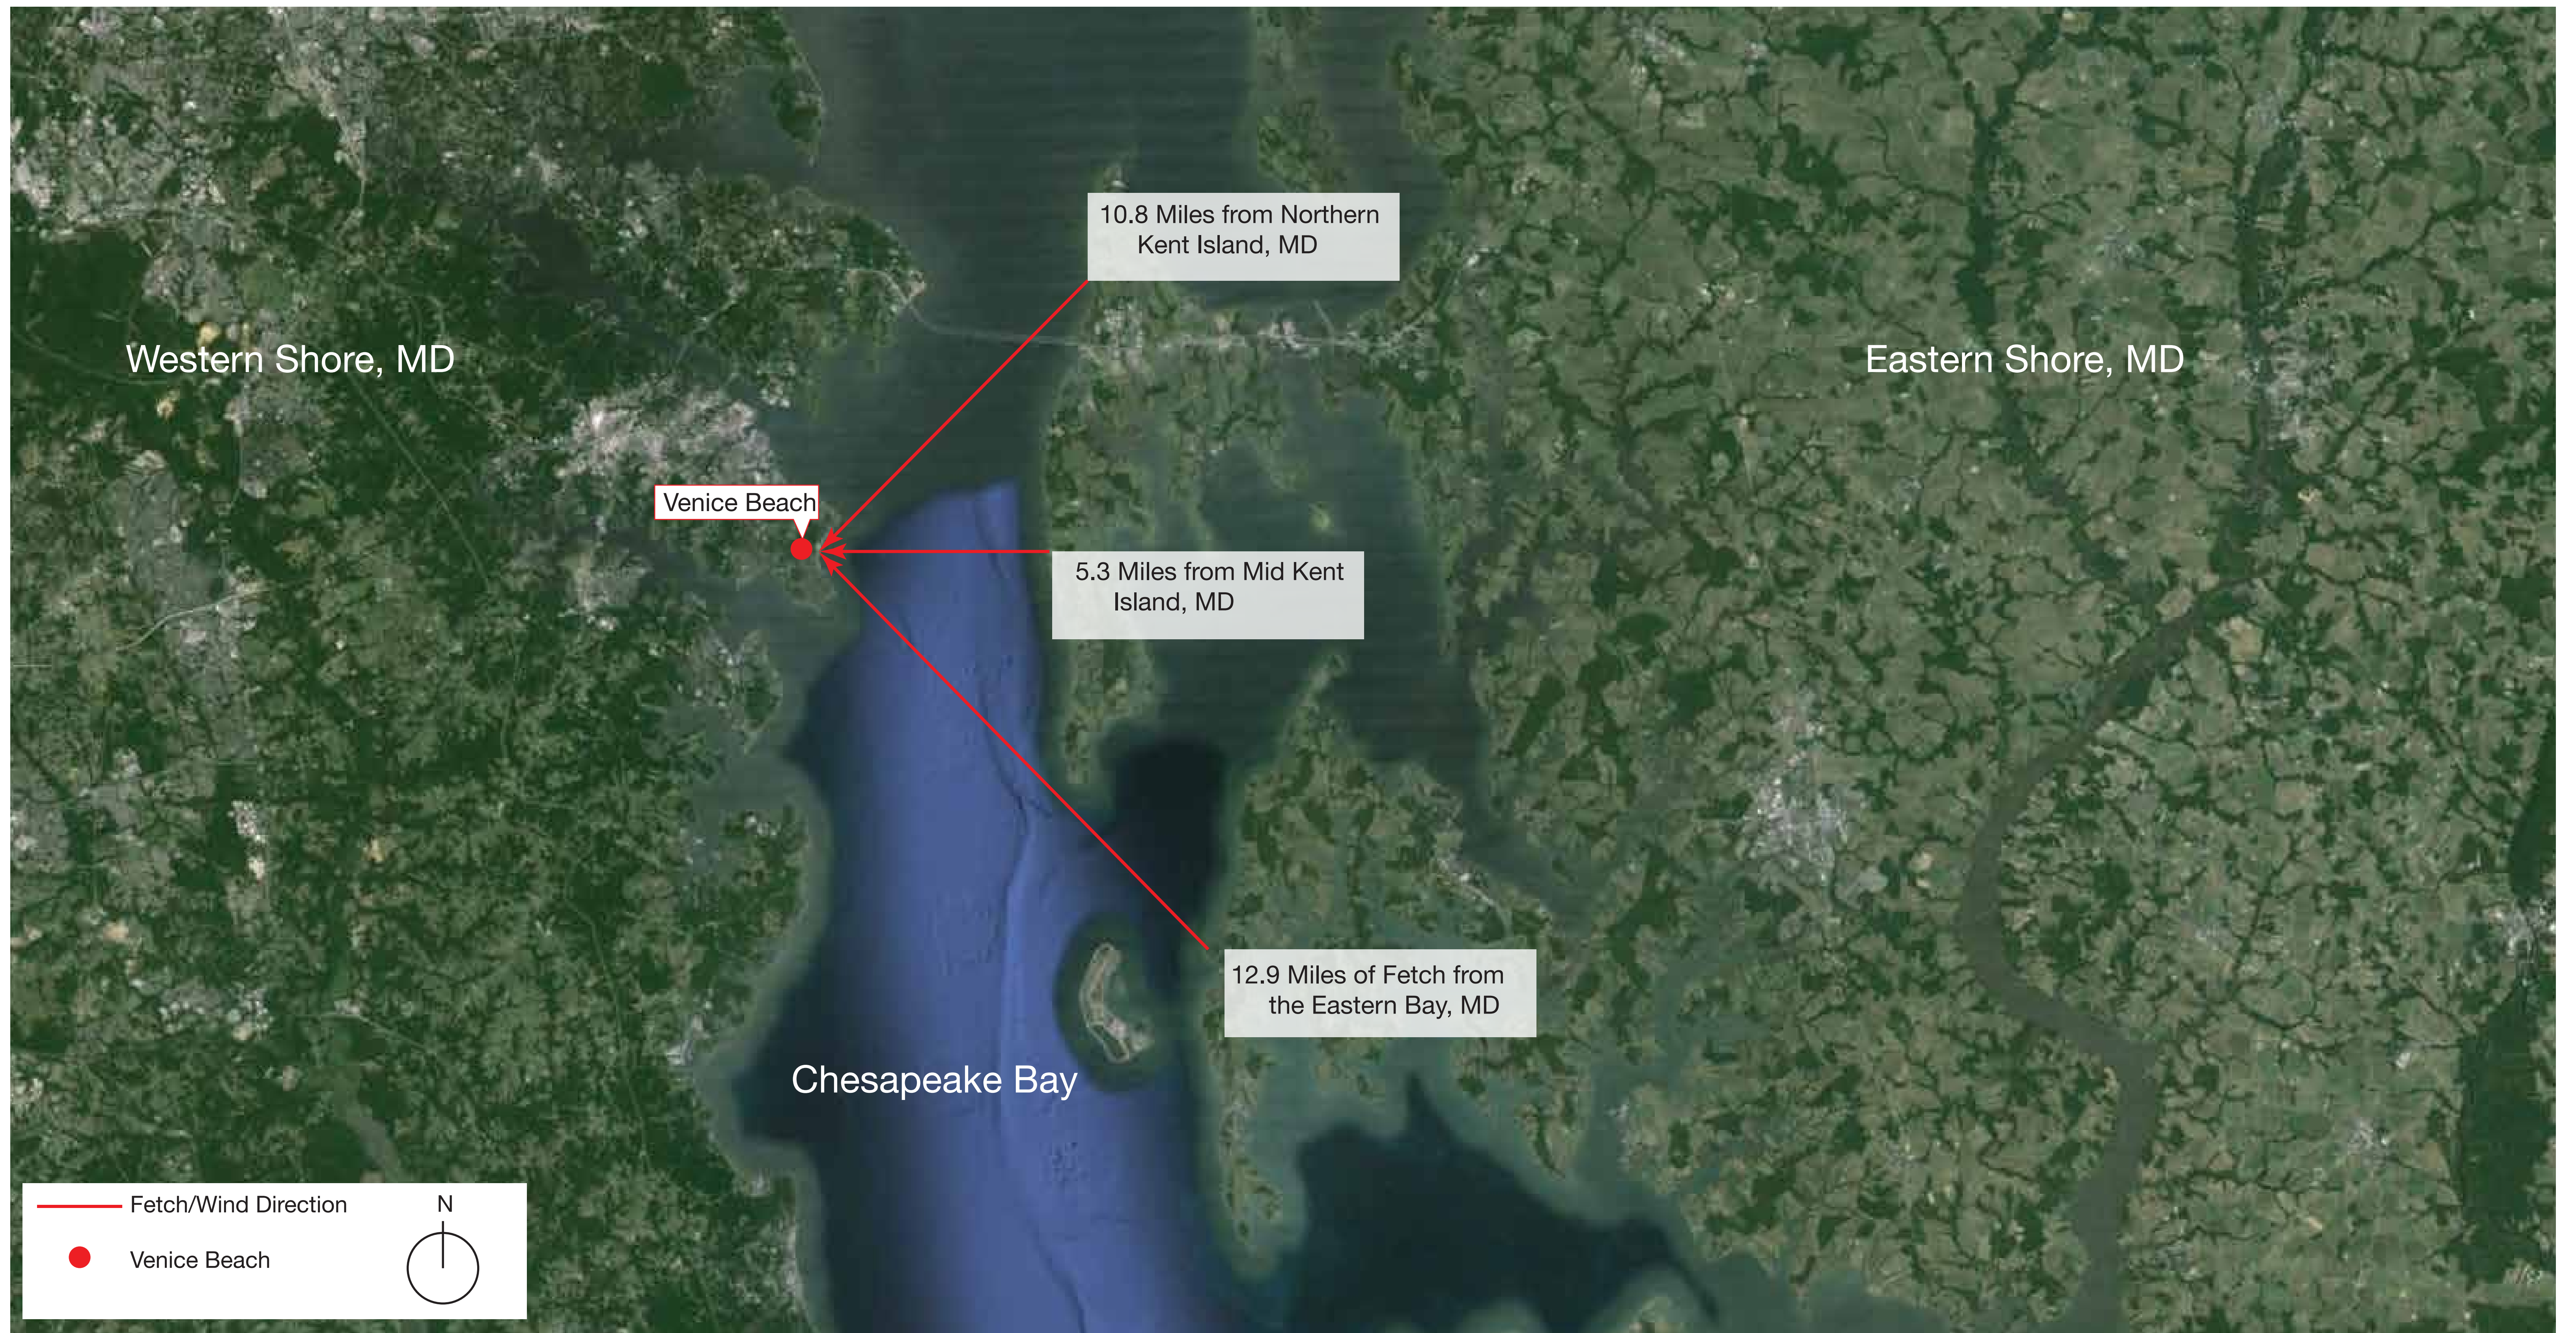 10.8 Miles from Northern
Kent Island, MD
Western Shore, MD
Eastern Shore, MD
Venice Beach
5.3 Miles from Mid Kent
Island, MD
12.9 Miles of Fetch from
the Eastern Bay, MD
Chesapeake Bay
Fetch/Wind Direction
N
Venice Beach